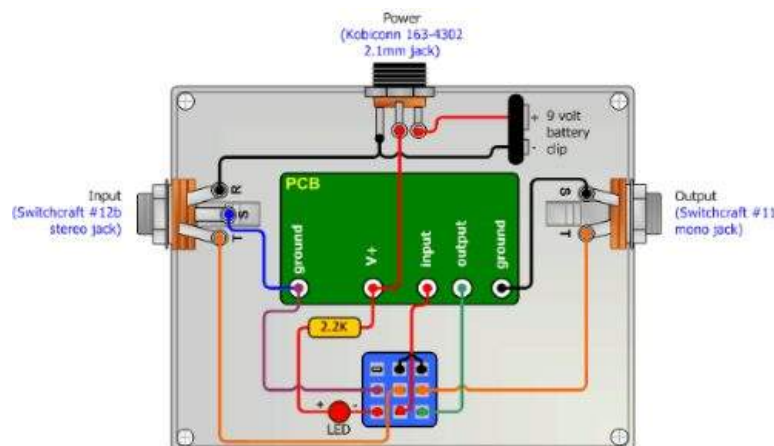 Power
(Kobiconn 163-4302
2.1mm jack)
+ 9 volt
battery
- clip
Input
(Switchcraft #12b
stereo jack)
R
S
T
PCB
ground
V+
input
output
ground
S
T
Output
(Switchcraft #11
mono jack)
2.2K
+ -
LED